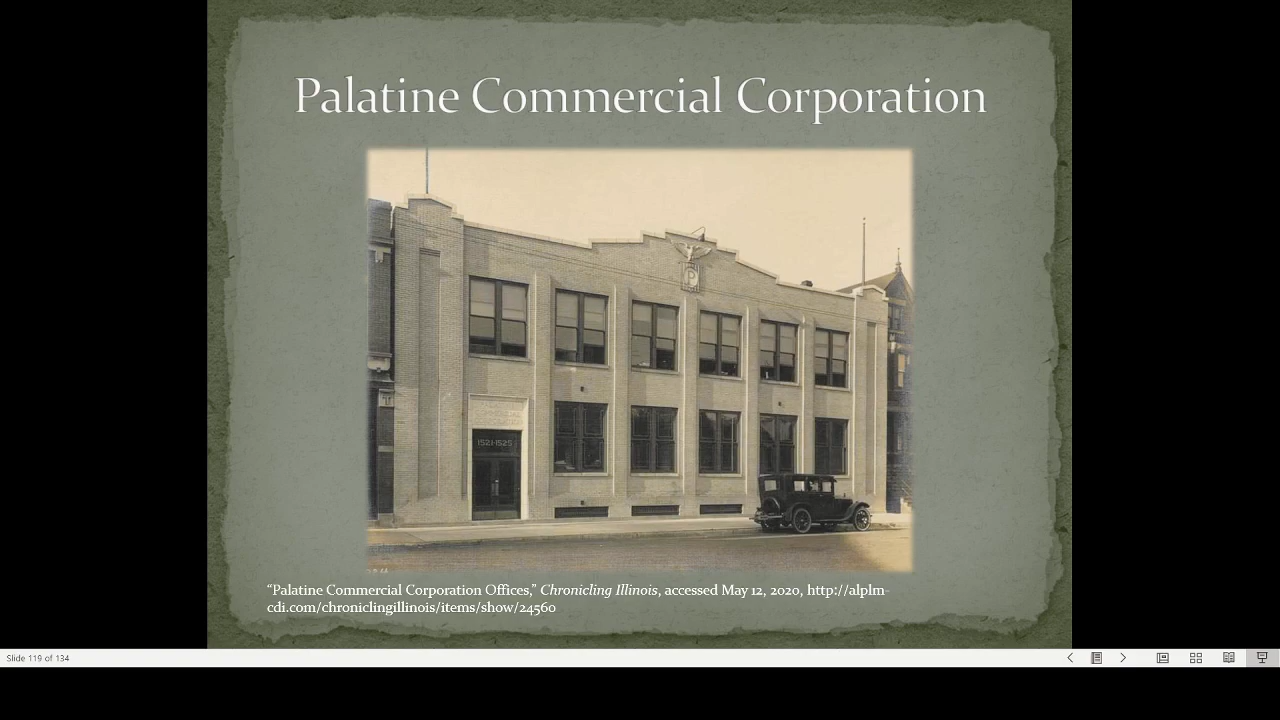 Palatine Commercial Corporation
P
1521-1525
“Palatine Commercial Corporation Offices,” Chronicling Illinois, accessed May 12, 2020, http://alplm-
cdi.com/chroniclingillinois/items/show/24560
Slide 119 of 134